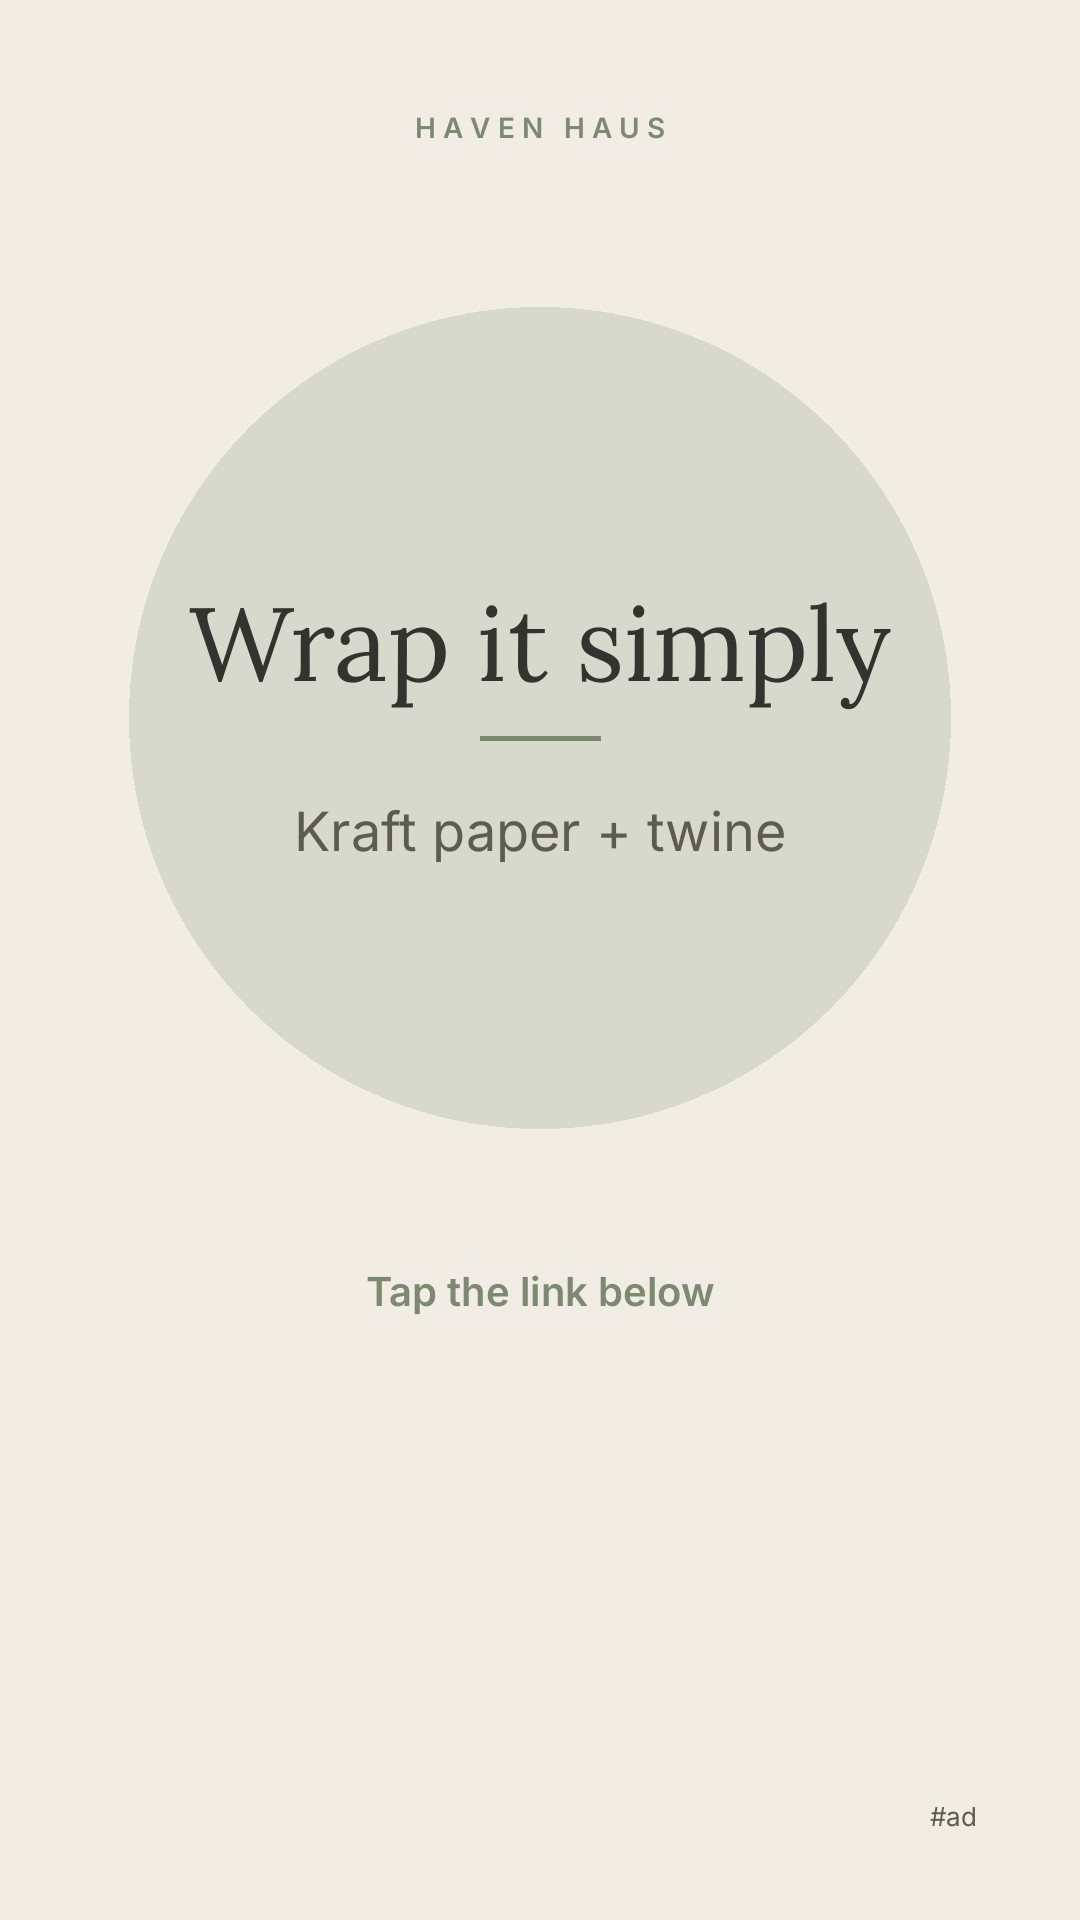 HAVEN HAUS
Wrap it simply
Kraft paper + twine
Tap the link below
#ad